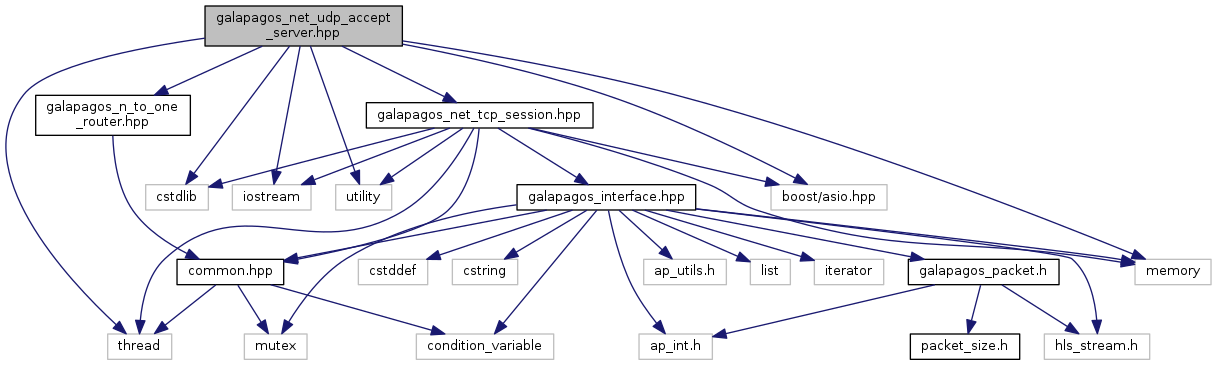 galapagos_net_udp_accept
_server.hpp
galapagos_n_to_one
_router.hpp
galapagos_net_tcp_session.hpp
cstdlib
iostream
utility
galapagos_interface.hpp
boost/asio.hpp
common.hpp
cstddef
cstring
ap_utils.h
list
iterator
galapagos_packet.h
memory
thread
mutex
condition_variable
ap_int.h
packet_size.h
hls_stream.h